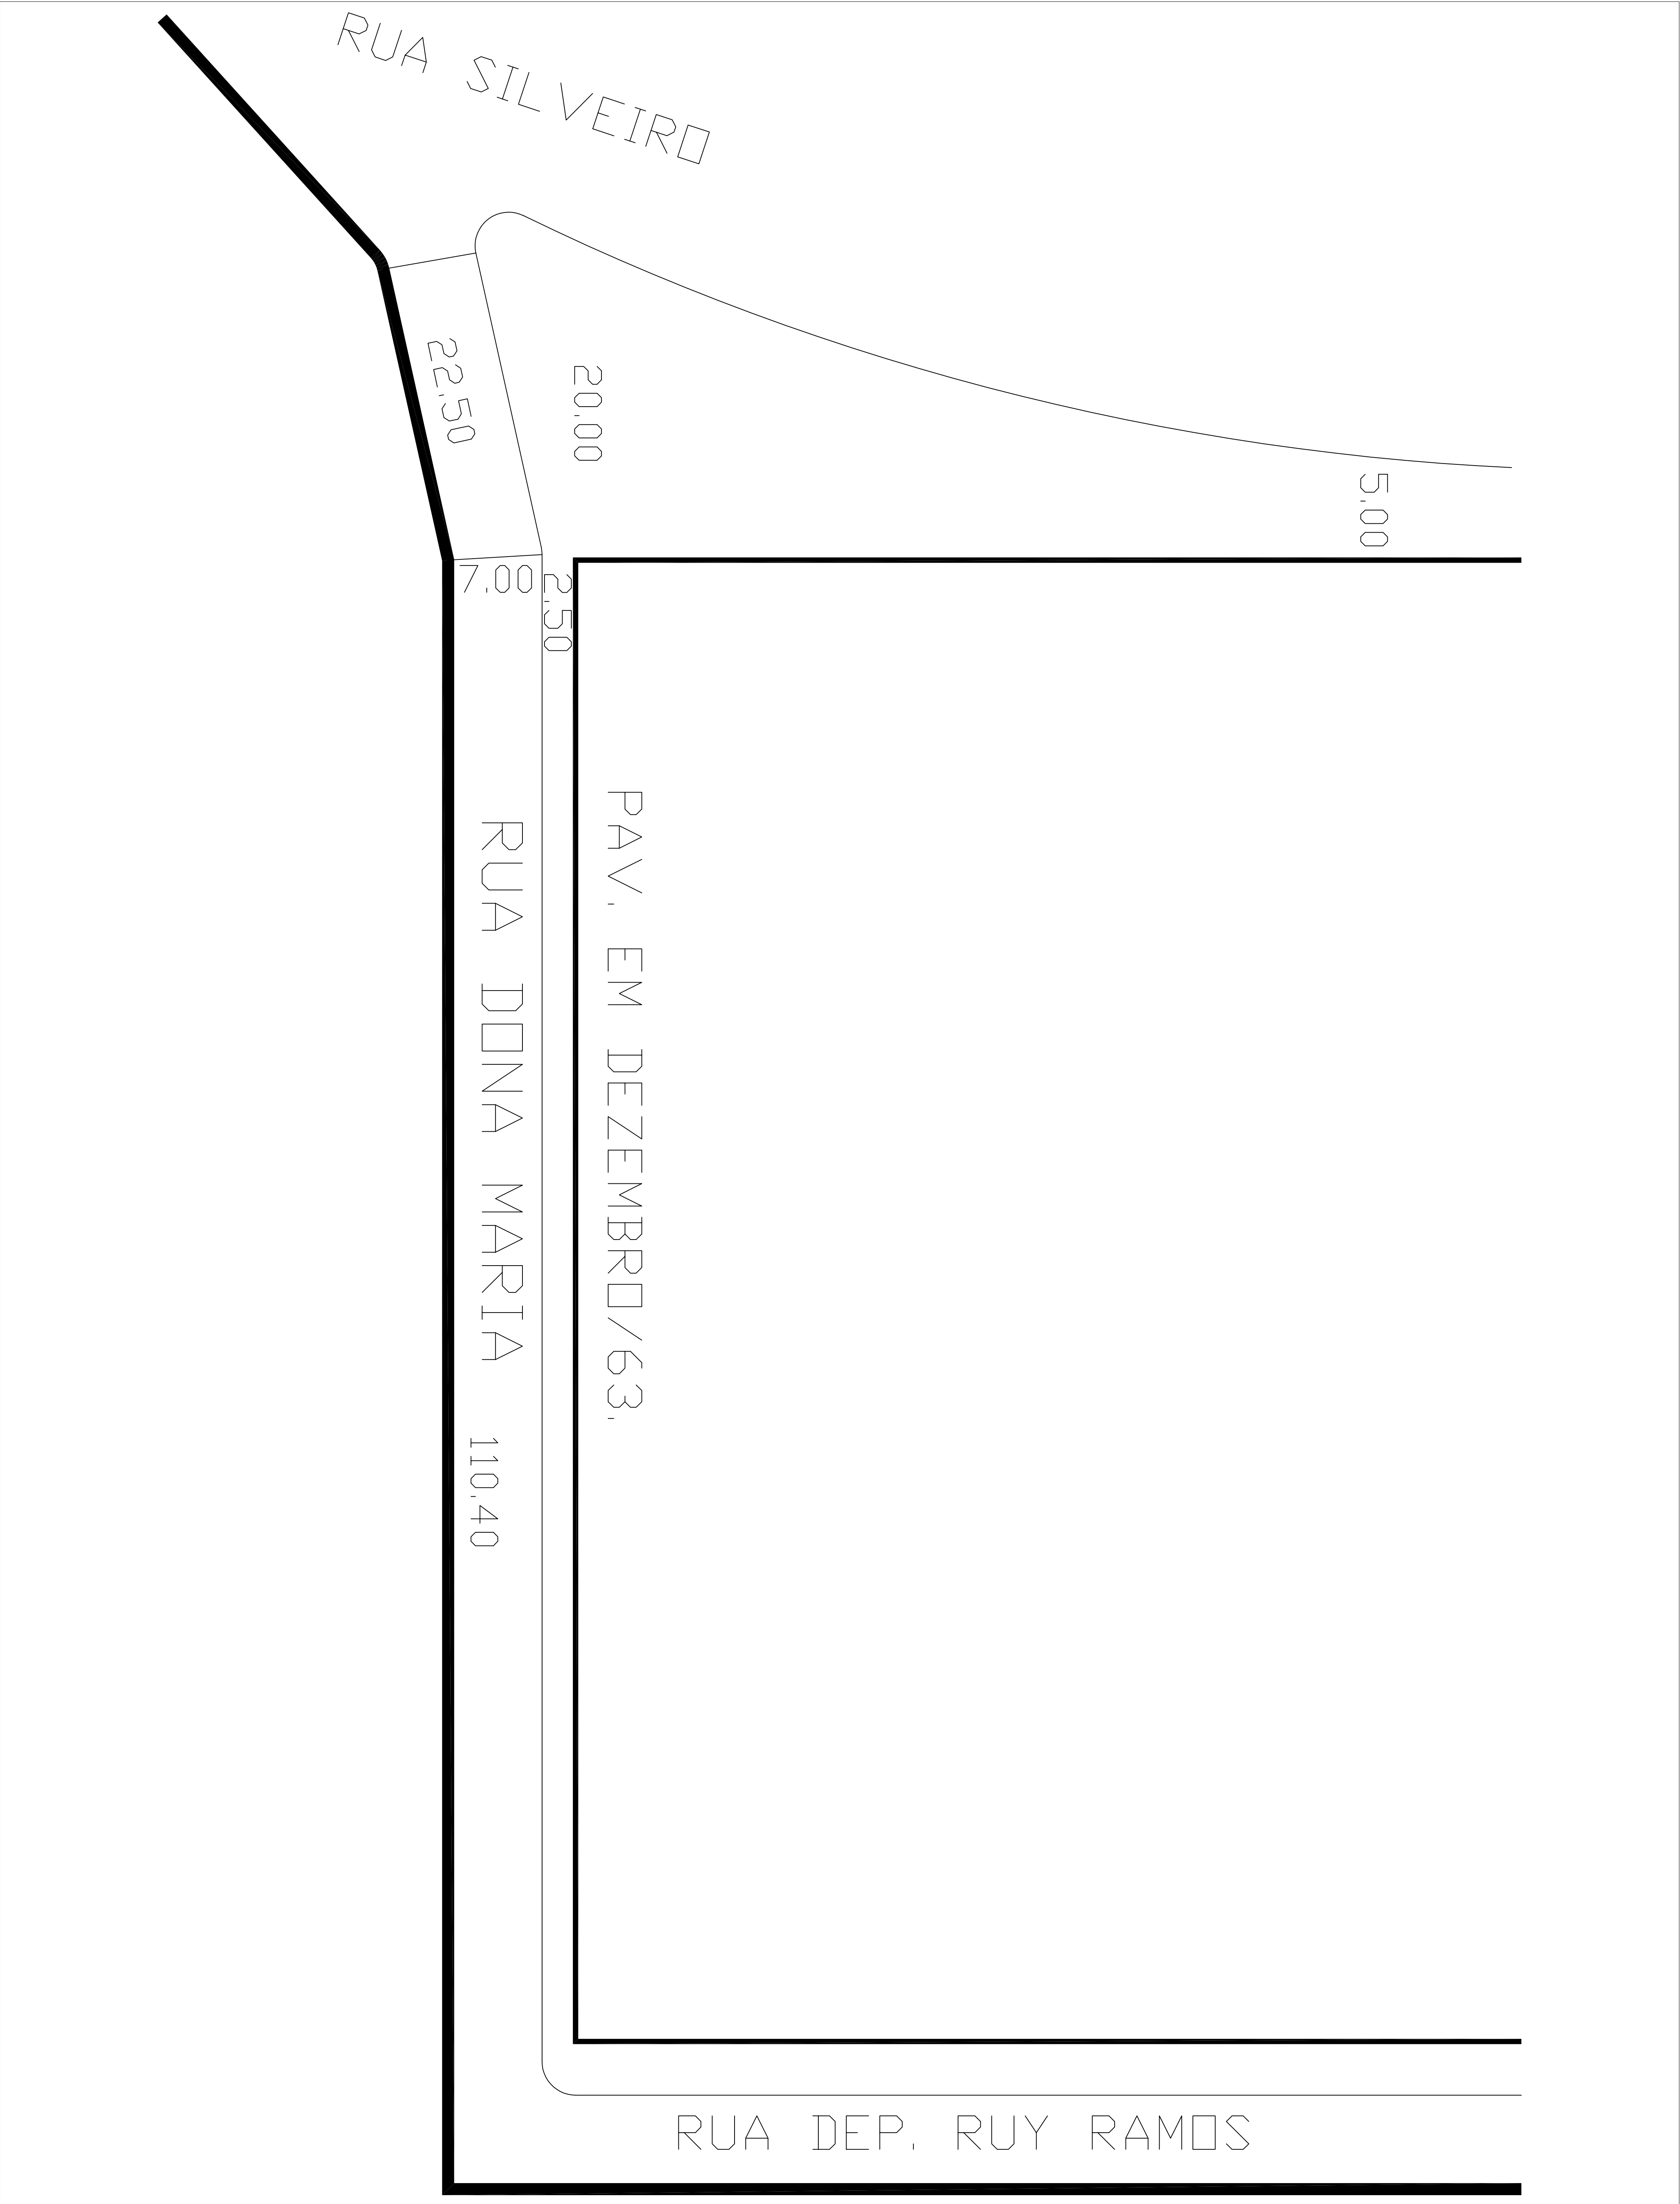 RUA SILVEIRO
22.50
20.00
5.00
7.00
2.50
PAV. EM DEZEMBRO/63.
RUA DONA MARIA
110.40
RUA DEP. RUY RAMOS